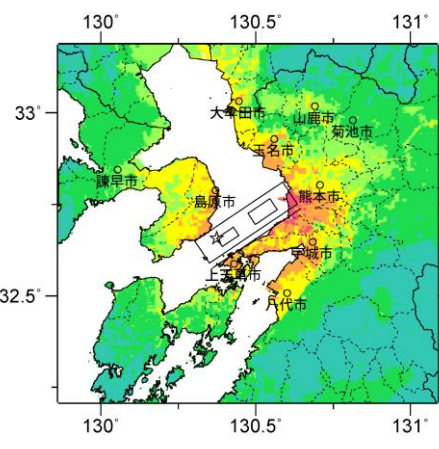 130° 130.5° 131°
33°
大牟田市
山鹿市
菊池市
玉名市
諫早市
島原市
熊本市
宇城市
上天草市
32.5°
八代市
130° 130.5° 131°